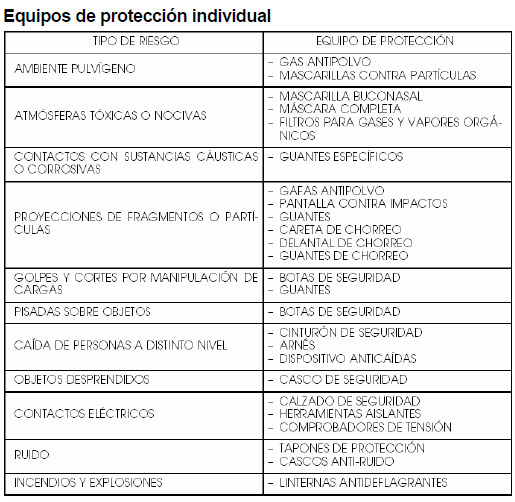 Equipos de protección individual
TIPO DE RIESGO
EQUIPO DE PROTECCIÓN
AMBIENTE PULVÍGENO
– GAS ANTIPOLVO
– MASCARILLAS CONTRA PARTÍCULAS
ATMÓSFERAS TÓXICAS O NOCIVAS
– MASCARILLA BUCONASAL
– MÁSCARA COMPLETA
– FILTROS PARA GASES Y VAPORES ORGÁ-
NICOS
CONTACTOS CON SUSTANCIAS CÁUSTICAS
O CORROSIVAS
– GUANTES ESPECÍFICOS
PROYECCIONES DE FRAGMENTOS O PARTÍ-
CULAS
– GAFAS ANTIPOLVO
– PANTALLA CONTRA IMPACTOS
– GUANTES
– CARETA DE CHORREO
– DELANTAL DE CHORREO
– GUANTES DE CHORREO
GOLPES Y CORTES POR MANIPULACIÓN DE
CARGAS
– BOTAS DE SEGURIDAD
– GUANTES
PISADAS SOBRE OBJETOS
– BOTAS DE SEGURIDAD
CAÍDA DE PERSONAS A DISTINTO NIVEL
– CINTURÓN DE SEGURIDAD
– ARNÉS
– DISPOSITIVO ANTICAÍDAS
OBJETOS DESPRENDIDOS
– CASCO DE SEGURIDAD
CONTACTOS ELÉCTRICOS
– CALZADO DE SEGURIDAD
– HERRAMIENTAS AISLANTES
– COMPROBADORES DE TENSIÓN
RUIDO
– TAPONES DE PROTECCIÓN
– CASCOS ANTI-RUIDO
INCENDIOS Y EXPLOSIONES
– LINTERNAS ANTIDEFLAGRANTES